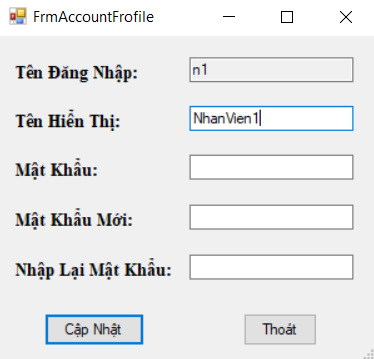 FrmAccountFrofile
Tên Đăng Nhập: n1
Tên Hiển Thị: NhanVien1
Mật Khẩu:
Mật Khẩu Mới:
Nhập Lại Mật Khẩu:
Cập Nhật Thoát